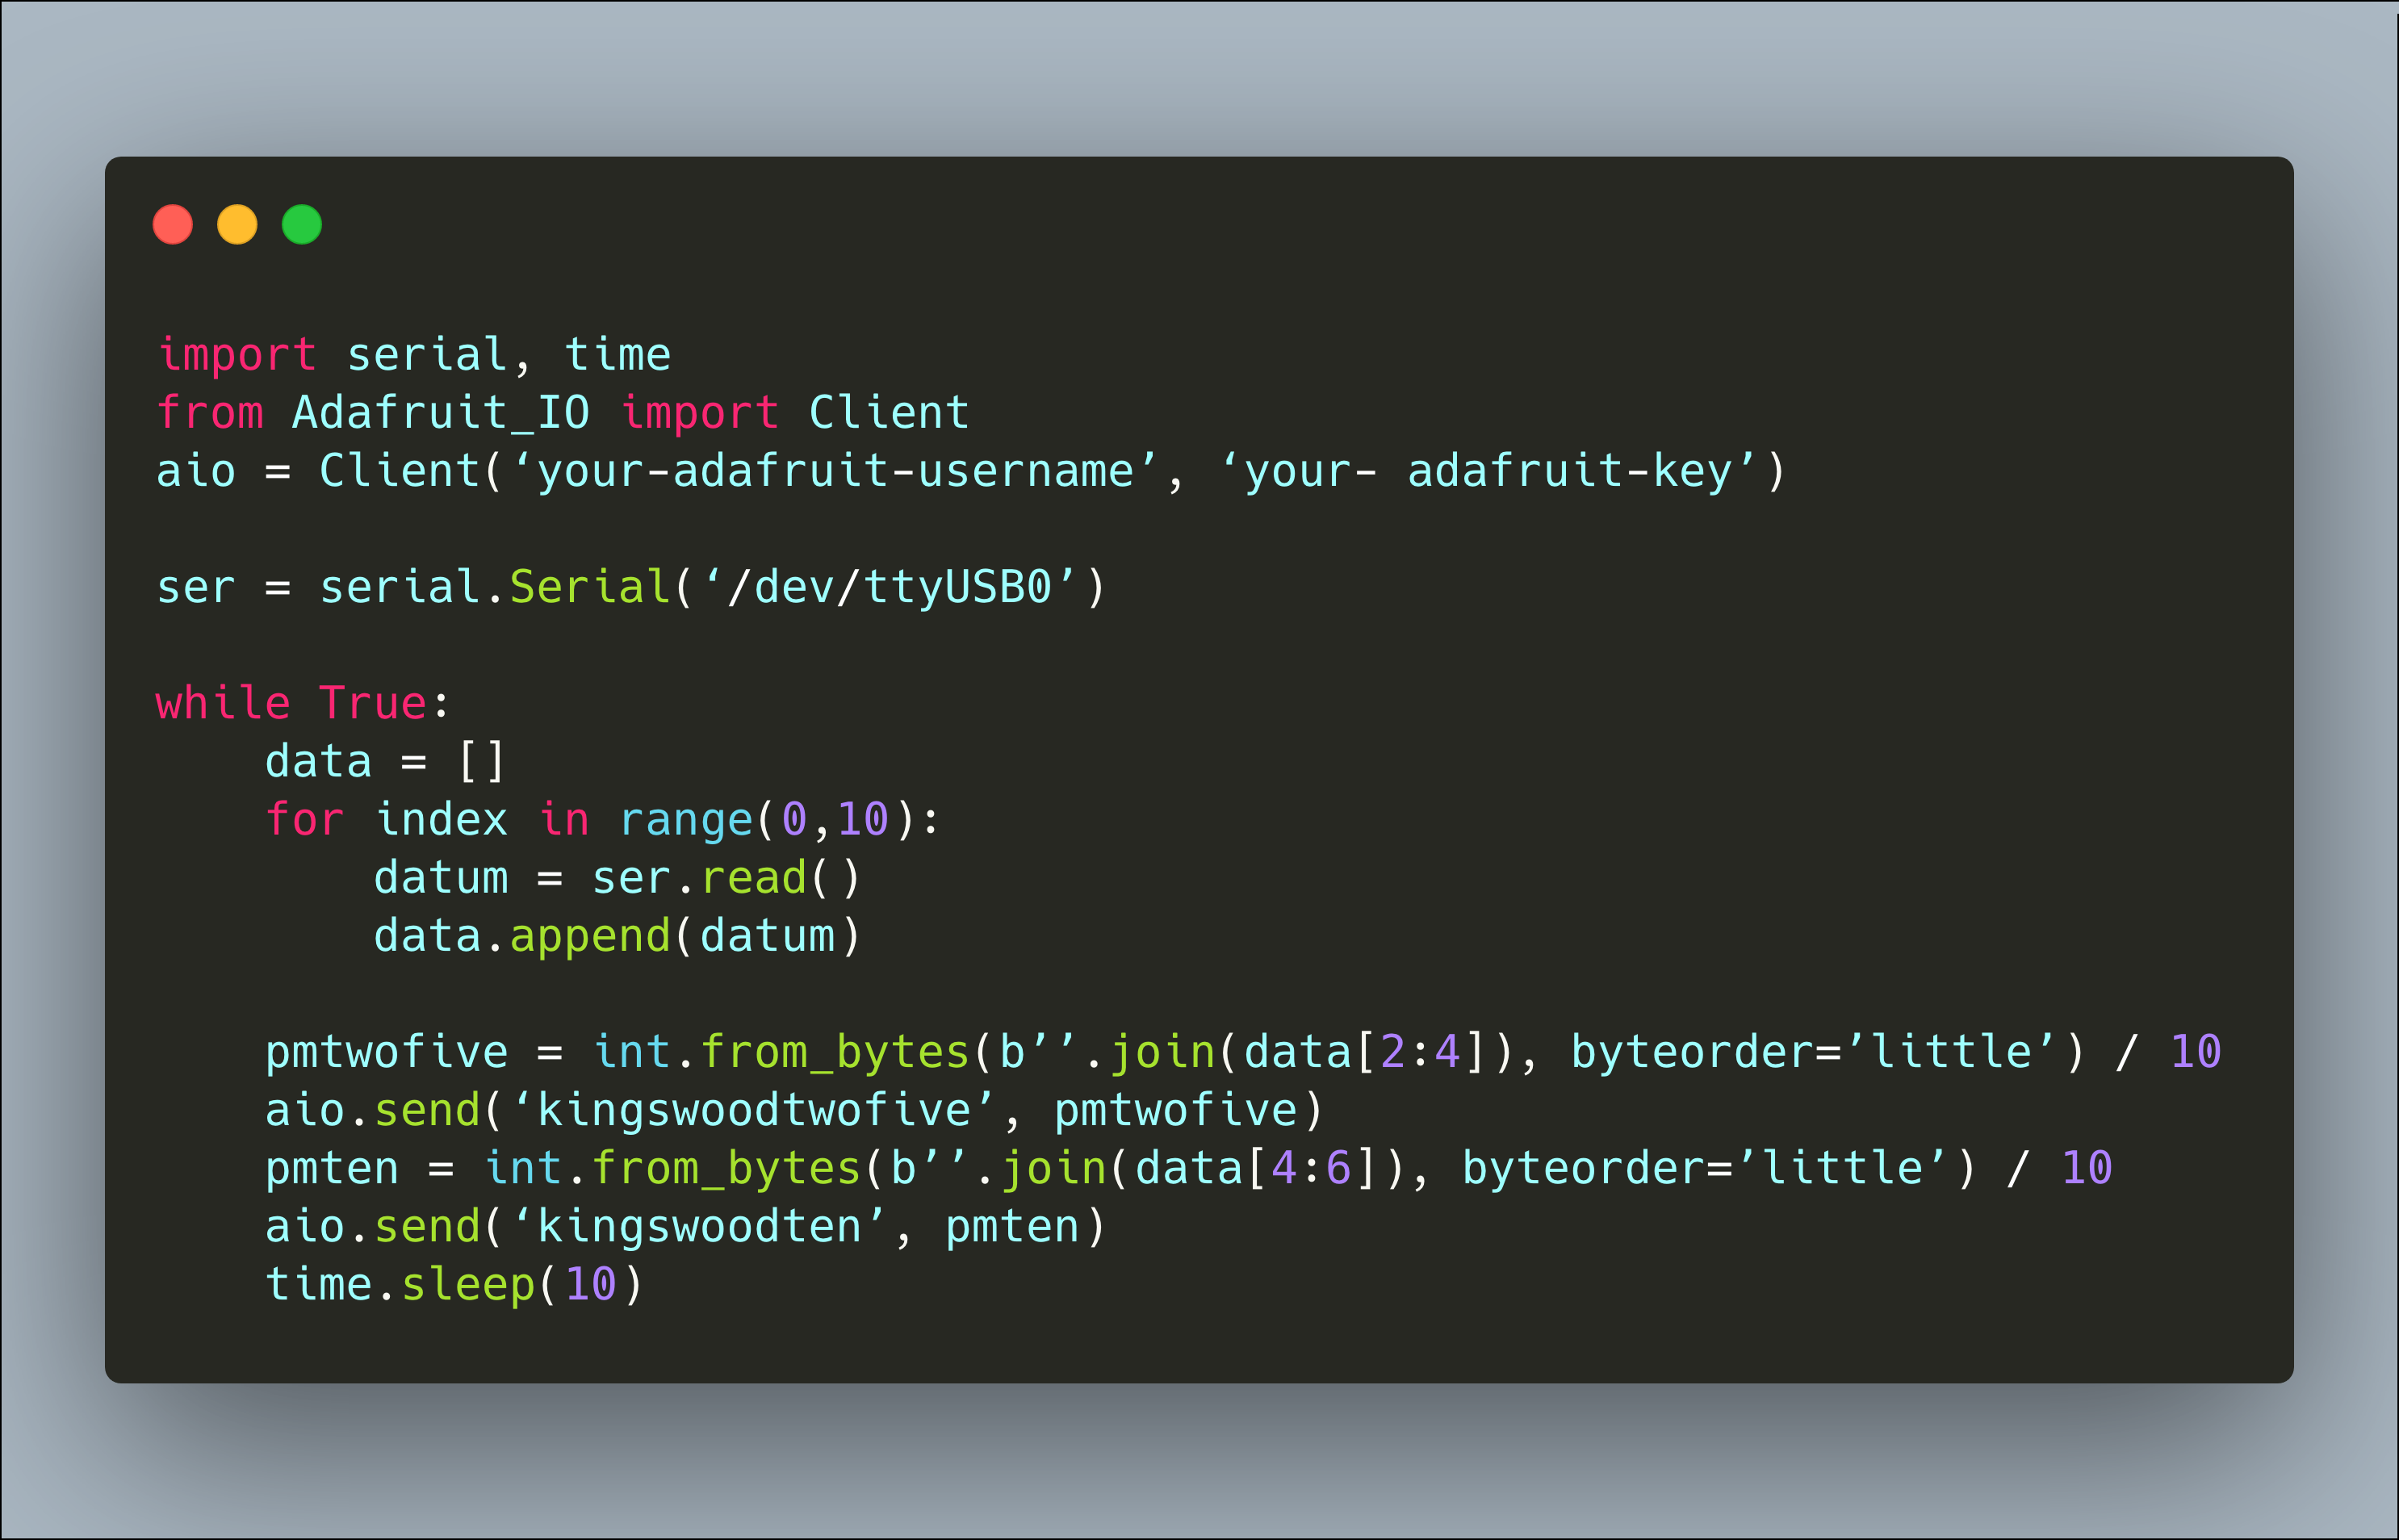 import serial, time
from Adafruit_IO import Client
aio = Client(‘your-adafruit-username’, ‘your- adafruit-key’)

ser = serial.Serial(‘/dev/ttyUSB0’)

while True:
    data = []
    for index in range(0,10):
        datum = ser.read()
        data.append(datum)

    pmtwofive = int.from_bytes(b’’.join(data[2:4]), byteorder=’little’) / 10
    aio.send(‘kingswoodtwofive’, pmtwofive)
    pmten = int.from_bytes(b’’.join(data[4:6]), byteorder=’little’) / 10
    aio.send(‘kingswoodten’, pmten)
    time.sleep(10)